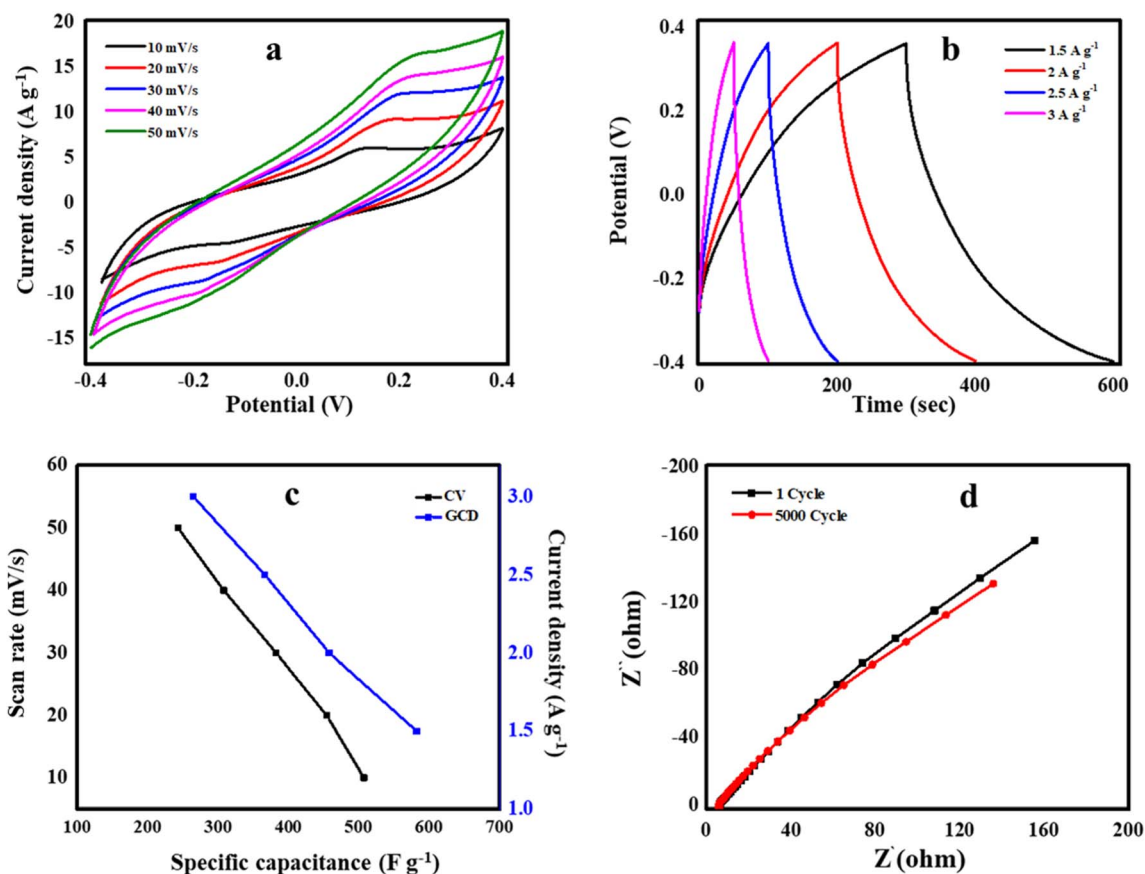 a
10 mV/s
20 mV/s
30 mV/s
40 mV/s
50 mV/s
20
15
10
5
0
-5
-10
-15
Current density (A g-1)
-0.4
-0.2
0.0
0.2
0.4
Potential (V)
b
1.5 A g-1
2 A g-1
2.5 A g-1
3 A g-1
0.4
0.2
0.0
-0.2
-0.4
Potential (V)
0
200
400
600
Time (sec)
c
CV
GCD
60
50
40
30
20
10
Scan rate (mV/s)
3.0
2.5
2.0
1.5
1.0
Current density (A g-1)
100
200
300
400
500
600
700
Specific capacitance (F g-1)
d
1 Cycle
5000 Cycle
-200
-160
-120
-80
-40
0
Z`` (ohm)
0
40
80
120
160
200
Z`(ohm)